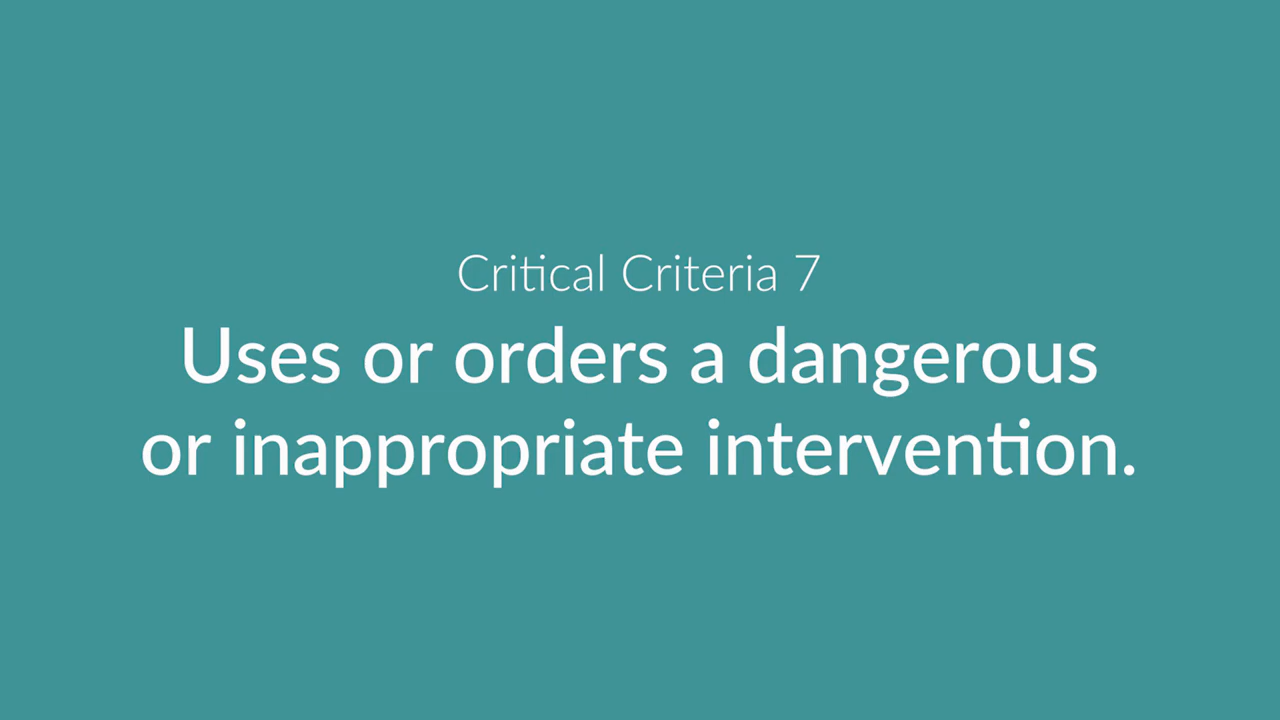 Critical Criteria 7
Uses or orders a dangerous
or inappropriate intervention.